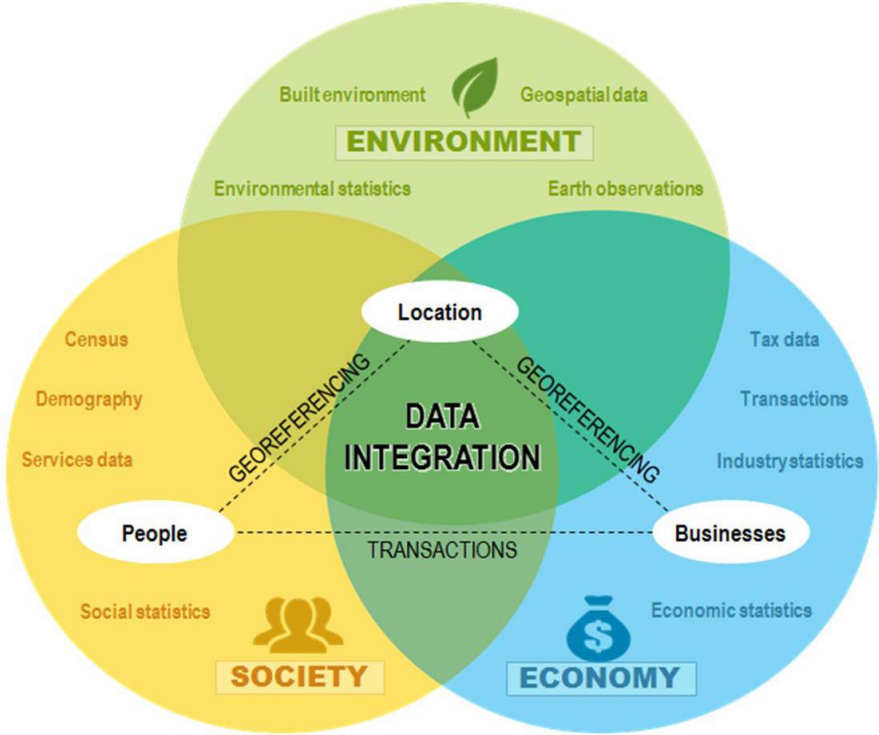 Built environment
Geospatial data
ENVIRONMENT
Environmental statistics
Earth observations
Location
Census
Demography
Services data
Tax data
Transactions
Industry statistics
GEOREFERENCING
GEOREFERENCING
DATA
INTEGRATION
People
Businesses
TRANSACTIONS
Social statistics
Economic statistics
SOCIETY
$
ECONOMY